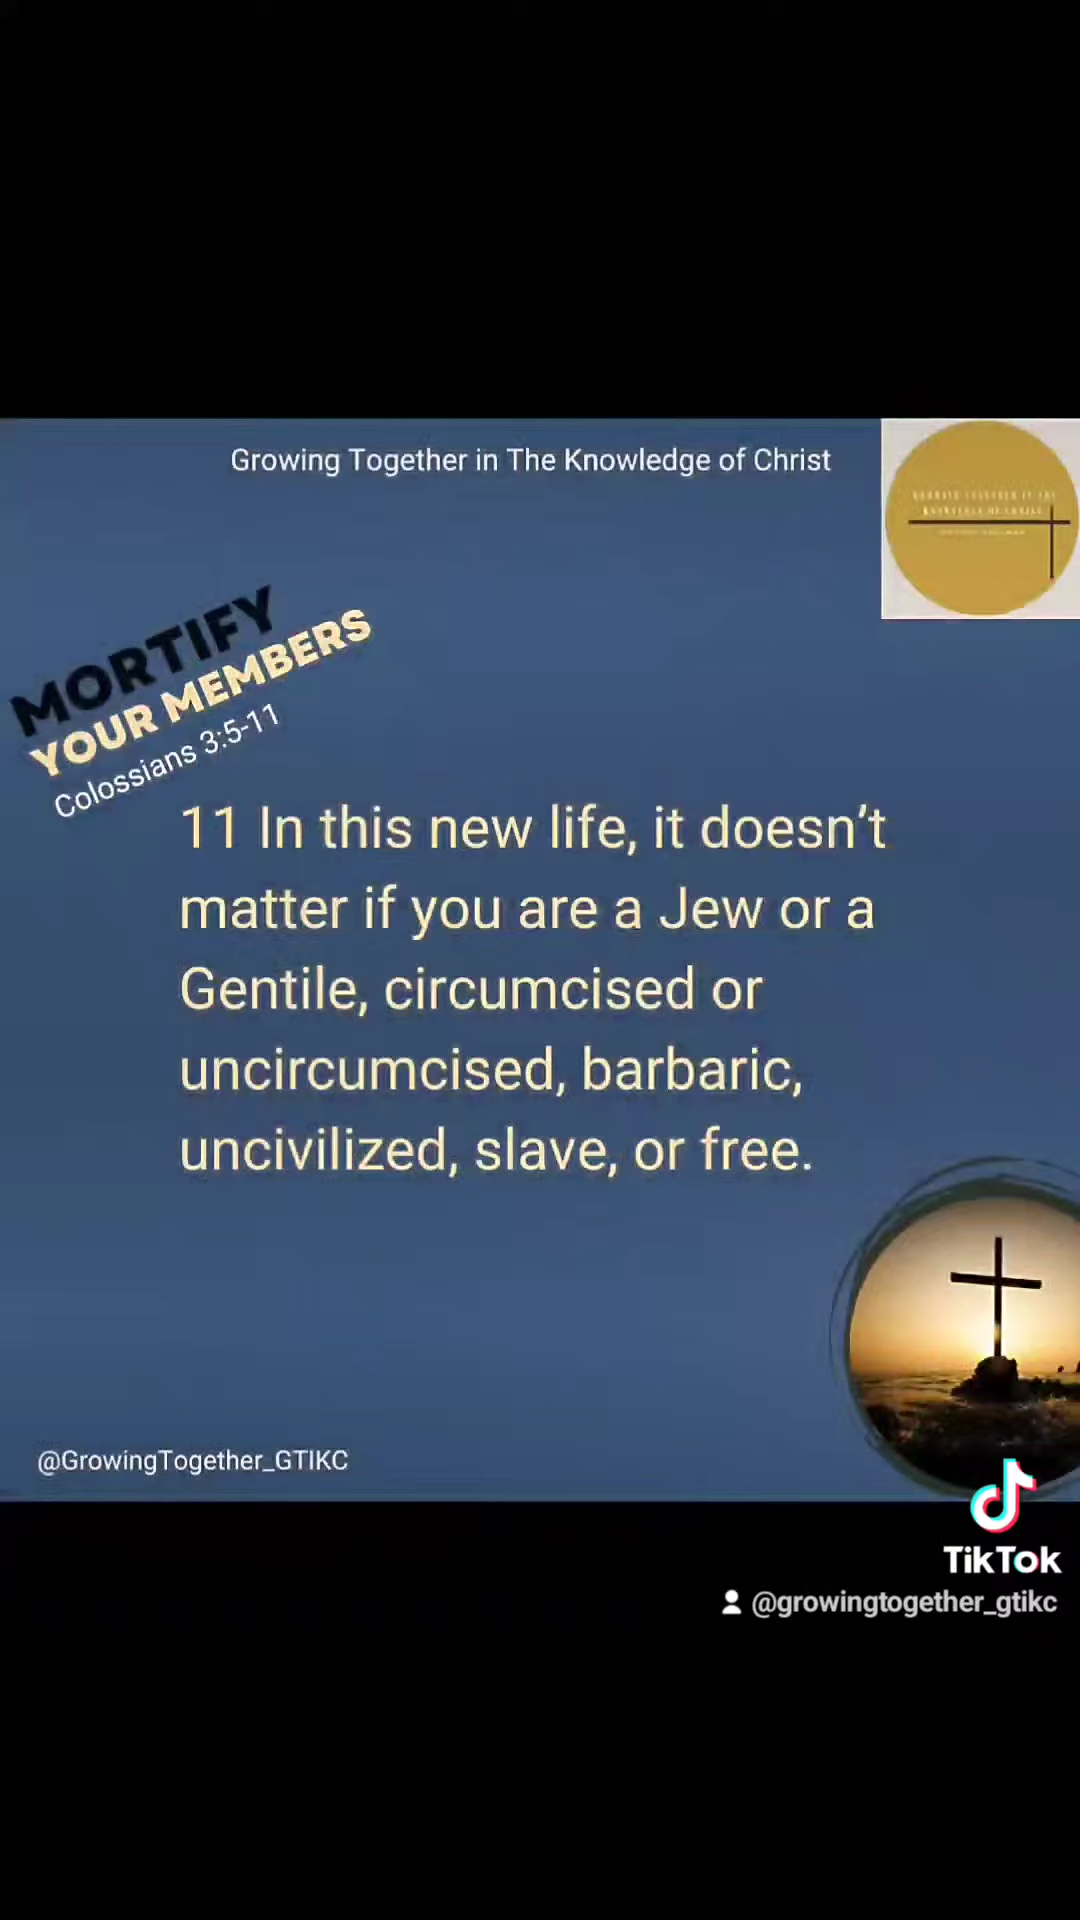 Growing Together in The Knowledge of Christ
MORTIFY
YOUR MEMBERS
Colossians 3:5-11
11 In this new life, it doesn’t
matter if you are a Jew or a
Gentile, circumcised or
uncircumcised, barbaric,
uncivilized, slave, or free.
@GrowingTogether_GTIKC
TikTok
@growingtogether_gtikc